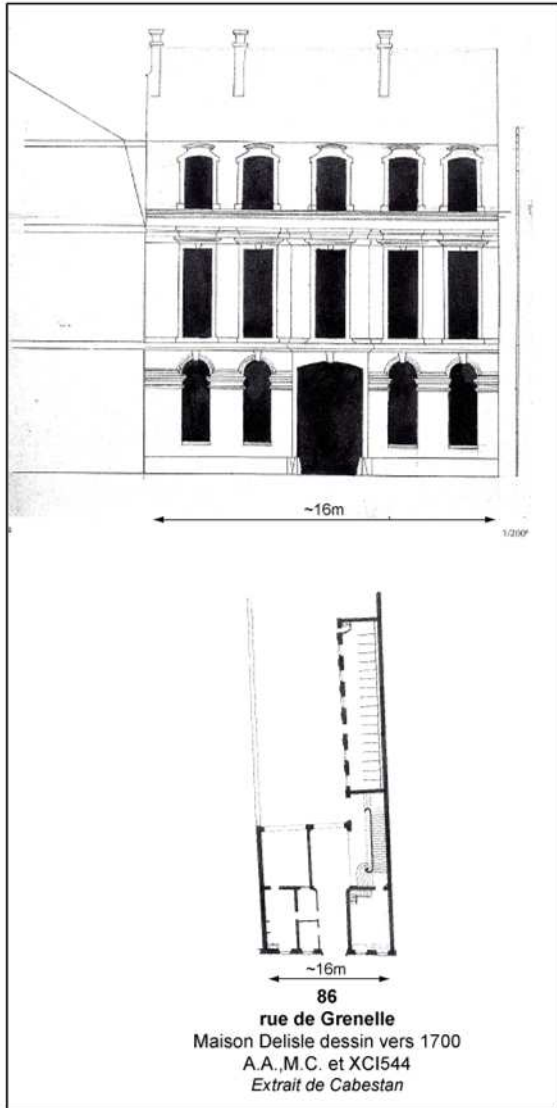 ~16m
1/200ᵉ
~16m
86
rue de Grenelle
Maison Delisle dessin vers 1700
A.A.,M.C. et XCI544
Extrait de Cabestan